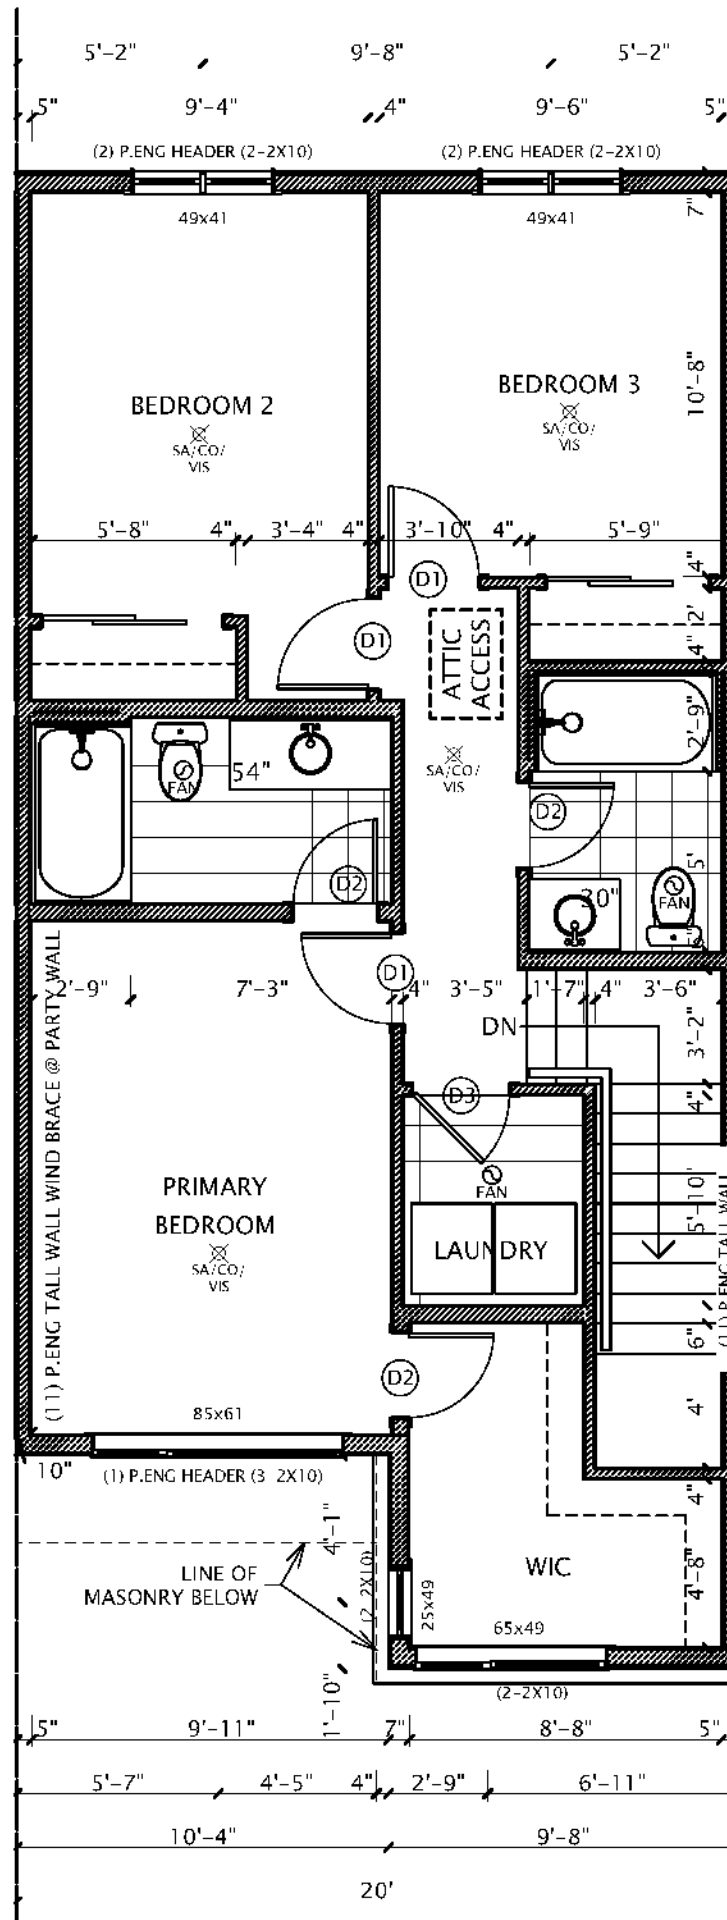 5'-2" 9'-8" 5'-2"
5" 9'-4" 4" 9'-6" 5"
(2) P.ENG HEADER (2-2X10) (2) P.ENG HEADER (2-2X10)
49x41 49x41
7"
BEDROOM 2
SA/CO/
VIS
BEDROOM 3
SA/CO/
VIS
10'-8"
5'-8" 4" 3'-4" 4" 3'-10" 4" 5'-9"
D1
D1
4"
2'
4"
ATTIC
ACCESS
SA/CO/
VIS
2'-9"
54"
FAN
D2
D2
5'
30"
FAN
D1
2'-9" 7'-3" 4" 3'-5" 1'-7" 4" 3'-6"
DN
3'-2"
4"
D3
(11) P.ENG TALL WALL WIND BRACE @ PARTY WALL
PRIMARY
BEDROOM
SA/CO/
VIS
FAN
LAUNDRY
5'-10"
6"
D2
4'
85x61
10"
(1) P.ENG HEADER (3 2X10)
4"
4'-1"
LINE OF
MASONRY BELOW
25x49
WIC
4'-8"
65x49
(2-2X10)
1'-10"
5" 9'-11" 7" 8'-8" 5"
5'-7" 4'-5" 4" 2'-9" 6'-11"
10'-4" 9'-8"
20'